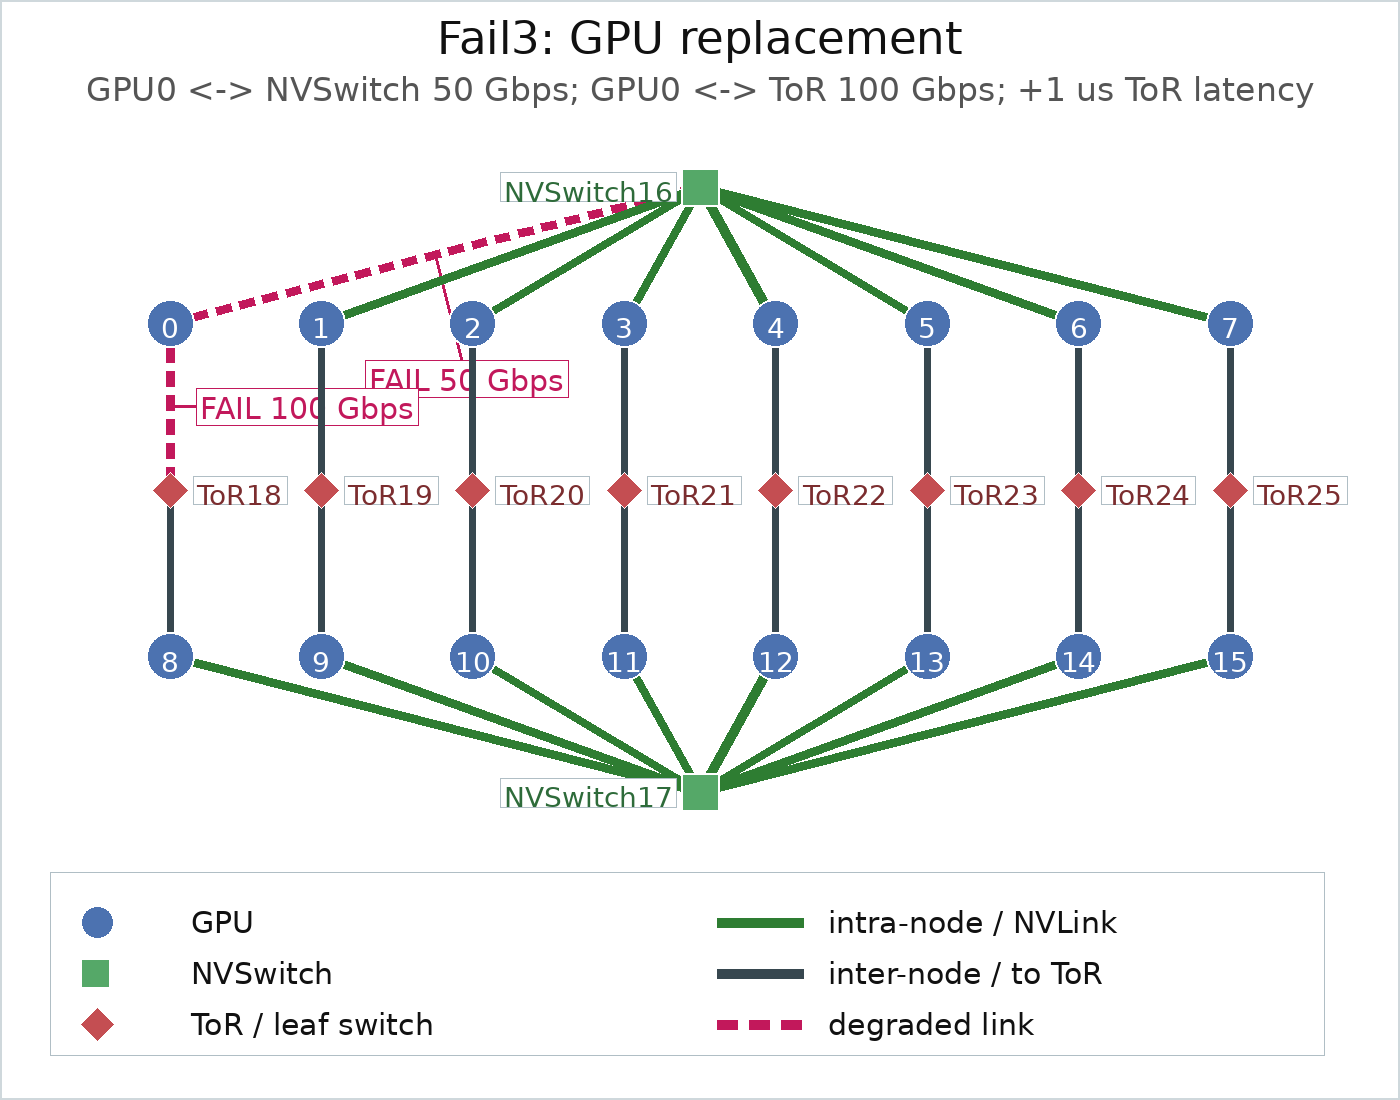 Fail3: GPU replacement
GPU0 <-> NVSwitch 50 Gbps; GPU0 <-> ToR 100 Gbps; +1 us ToR latency
NVSwitch16
0 1 2 3 4 5 6 7
FAIL 50 Gbps
FAIL 100 Gbps
ToR18 ToR19 ToR20 ToR21 ToR22 ToR23 ToR24 ToR25
8 9 10 11 12 13 14 15
NVSwitch17
GPU
intra-node / NVLink
NVSwitch
inter-node / to ToR
ToR / leaf switch
degraded link